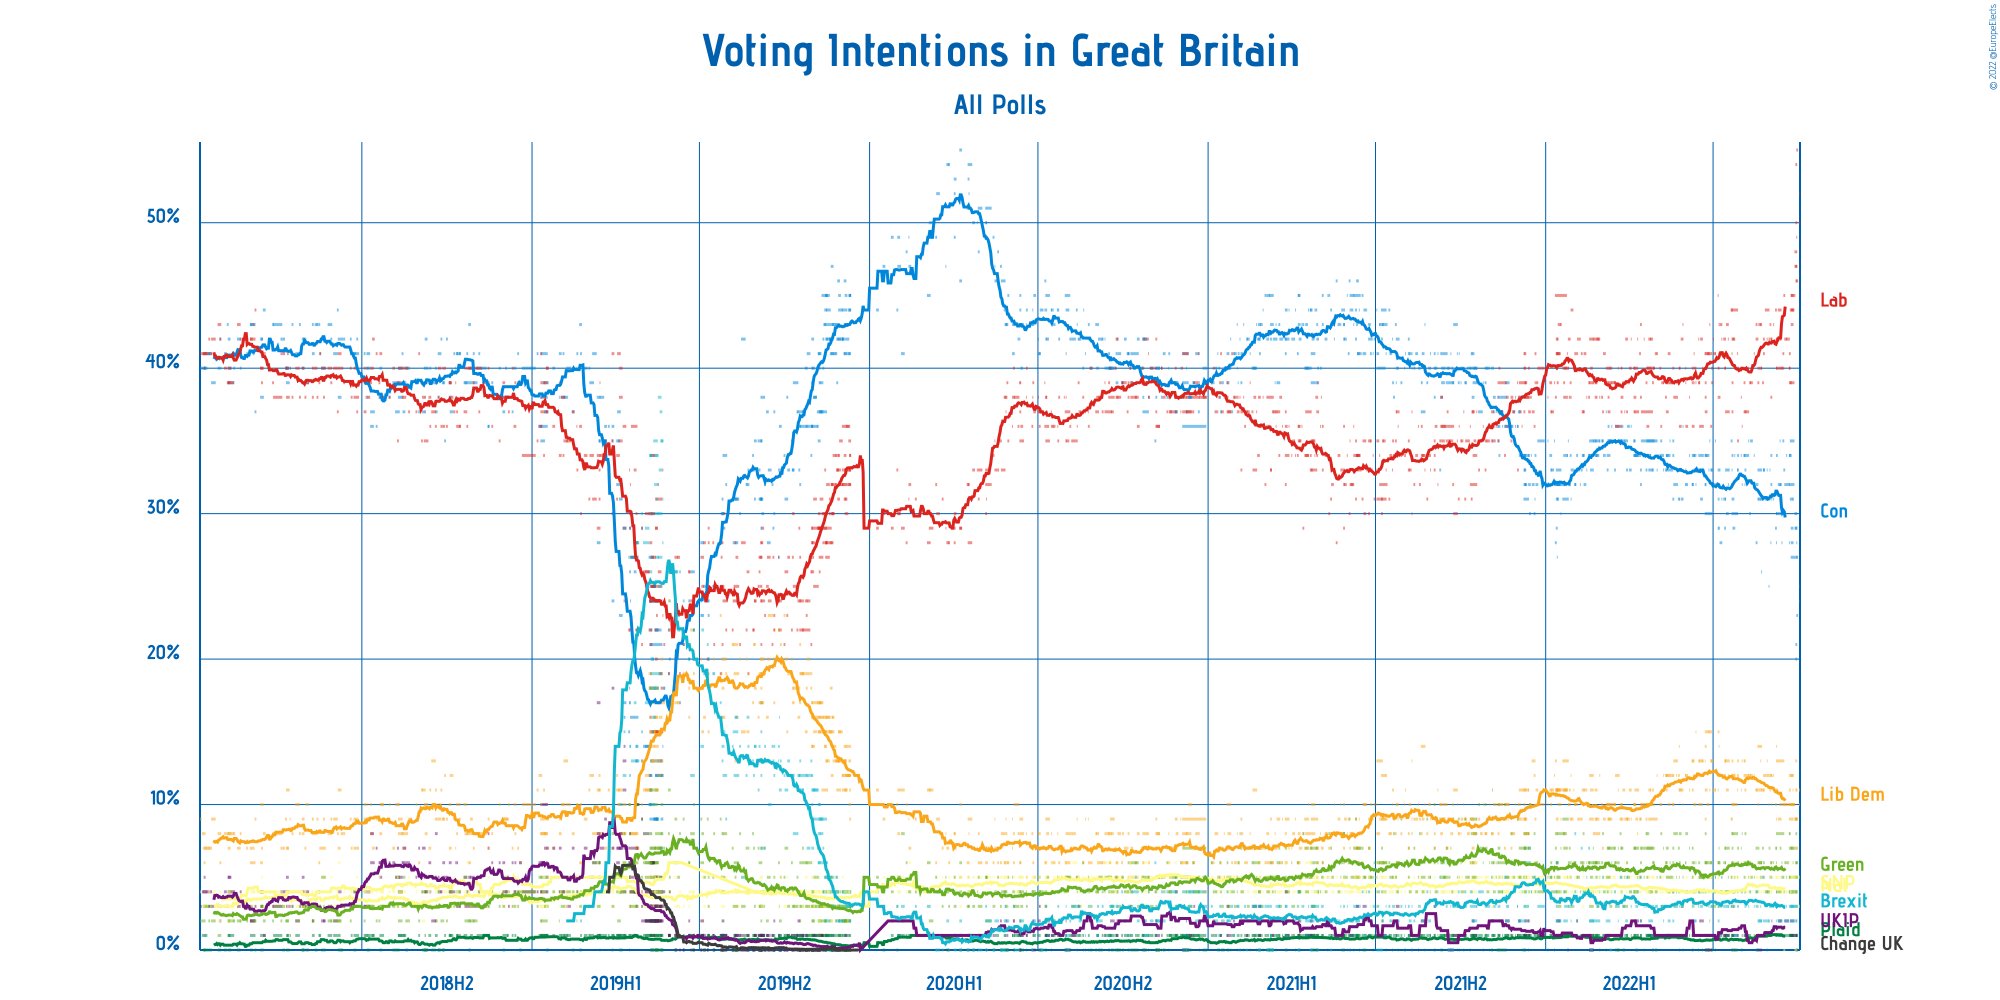 © 2022 @EuropeElects
Voting Intentions in Great Britain
All Polls
50%
40%
30%
20%
10%
0%
Lab
Con
Lib Dem
Green
SNP
Brexit
UKIP
Plaid
Change UK
2018H2
2019H1
2019H2
2020H1
2020H2
2021H1
2021H2
2022H1